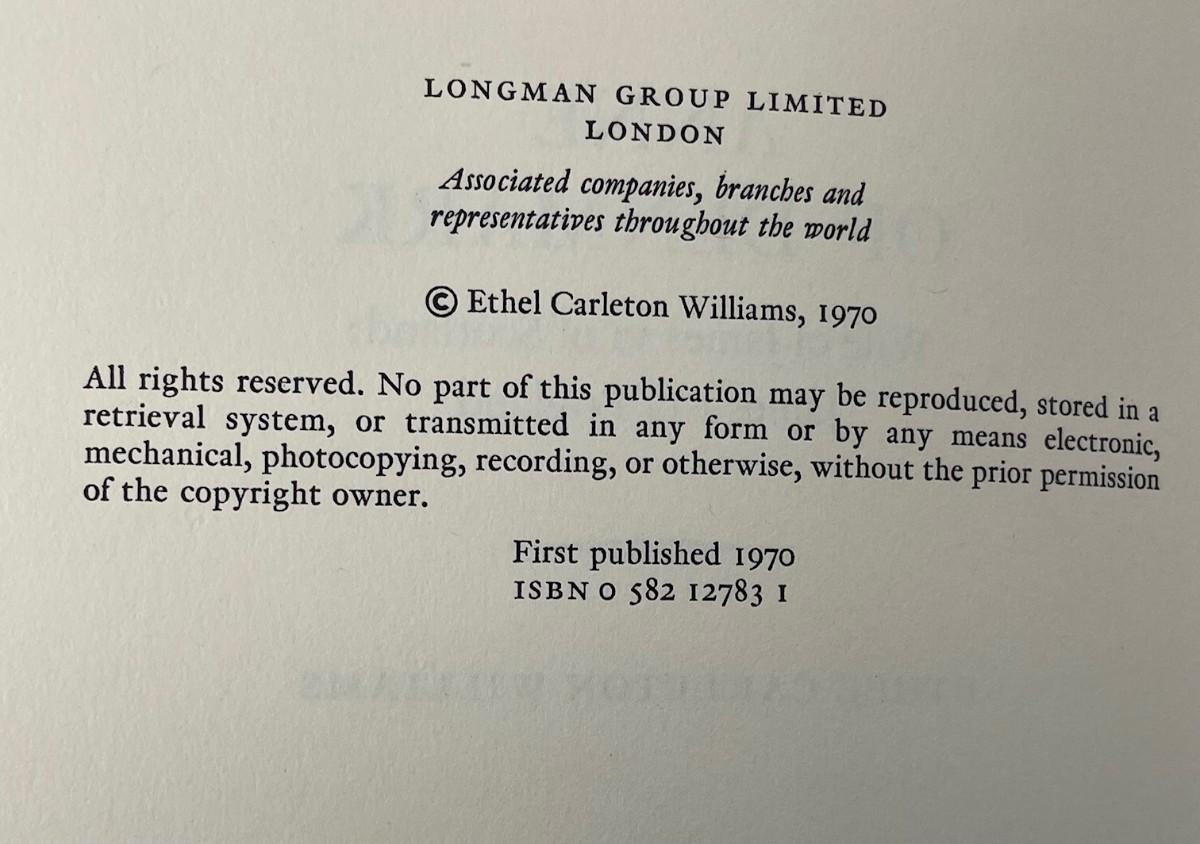 LONGMAN GROUP LIMITED
LONDON
Associated companies, branches and
representatives throughout the world
© Ethel Carleton Williams, 1970
All rights reserved. No part of this publication may be reproduced, stored in a
retrieval system, or transmitted in any form or by any means electronic,
mechanical, photocopying, recording, or otherwise, without the prior permission
of the copyright owner.
First published 1970
ISBN 0 582 12783 1